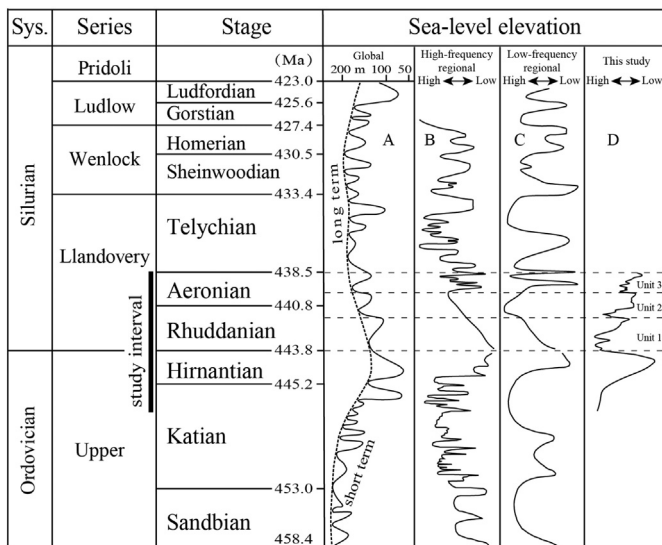 Sys. Series Stage Sea-level elevation
(Ma) Global High-frequency regional Low-frequency regional This study
200 m 100 50 High Low High Low High Low
Pridoli
423.0
Ludlow Ludfordian
425.6
Gorstian
427.4
A B C D
Silurian Wenlock Homerian
430.5
Sheinwoodian
433.4
long term
Llandovery Telychian
438.5
Aeronian Unit 3
440.8
Unit 2
study interval
Rhuddanian Unit 1
443.8
Hirnantian
445.2
Ordovician Upper Katian
453.0
short term
Sandbian
458.4